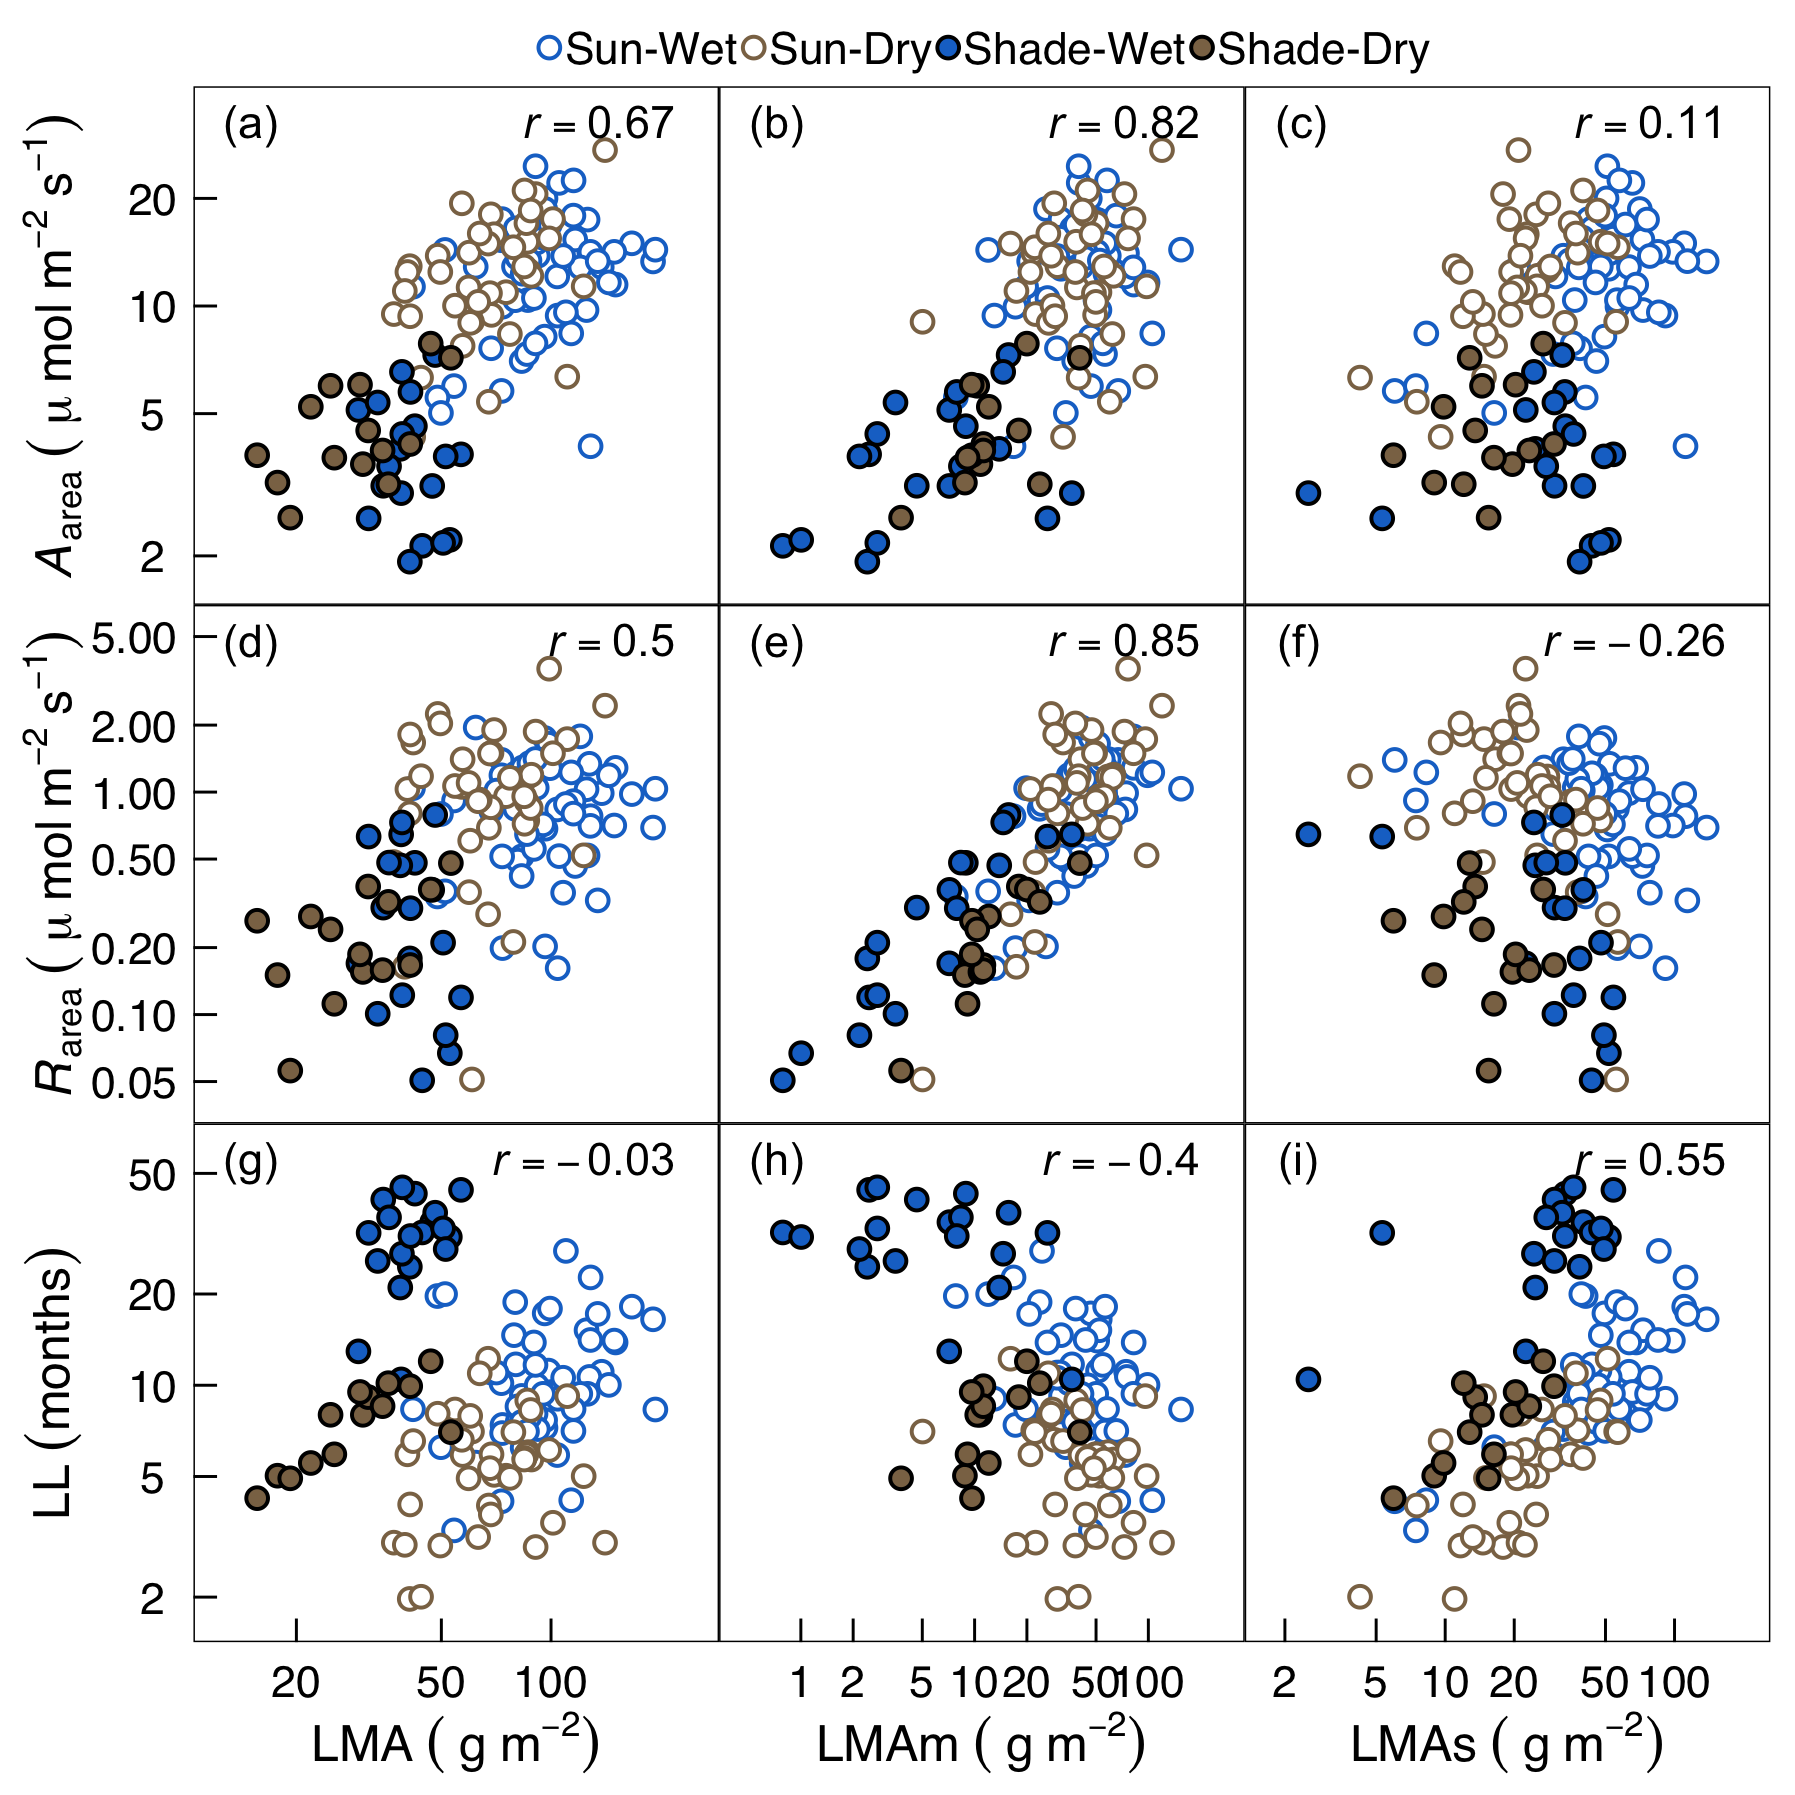 Sun-Wet Sun-Dry Shade-Wet Shade-Dry
(a) r = 0.67 (b) r = 0.82 (c) r = 0.11
A_area ( μ mol m⁻² s⁻¹)
20
10
5
2
(d) r = 0.5 (e) r = 0.85 (f) r = −0.26
R_area ( μ mol m⁻² s⁻¹)
5.00
2.00
1.00
0.50
0.20
0.10
0.05
(g) r = −0.03 (h) r = −0.4 (i) r = 0.55
LL (months)
50
20
10
5
2
20 50 100 1 2 5 10 20 50 100 2 5 10 20 50 100
LMA ( g m⁻²) LMAm ( g m⁻²) LMAs ( g m⁻²)